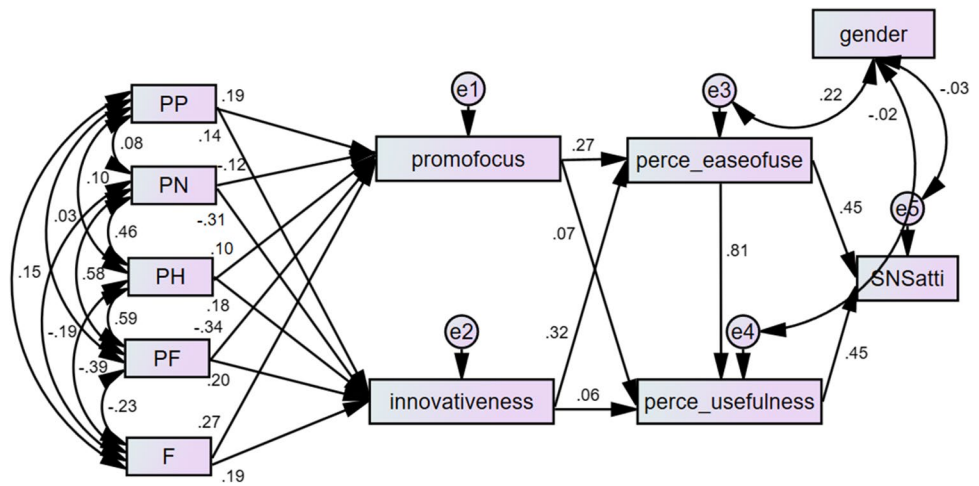 gender
e1
e3
.22
-.02
-.03
PP
.19
.14
.08
-.12
promofocus
.27
perce_easeofuse
.10
PN
-.31
.45
e5
.03
.46
.10
.07
.15
.58
PH
.18
.81
SNSatti
.59
-.34
e2
.32
e4
-.19
-.39
PF
.20
.45
-.23
innovativeness
.06
perce_usefulness
.27
F
.19